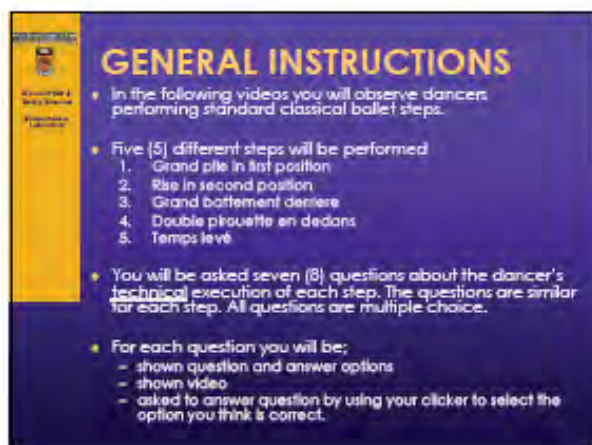 GENERAL INSTRUCTIONS
• In the following videos you will observe dancers
performing standard classical ballet steps.
• Five (5) different steps will be performed
1. Grand plie in first position
2. Rise in second position
3. Grand battement derriere
4. Double pirouette en dedans
5. Temps levé
• You will be asked seven (8) questions about the dancer's
technical execution of each step. The questions are similar
for each step. All questions are multiple choice.
• For each question you will be;
– shown question and answer options
– shown video
– asked to answer question by using your clicker to select the
option you think is correct.